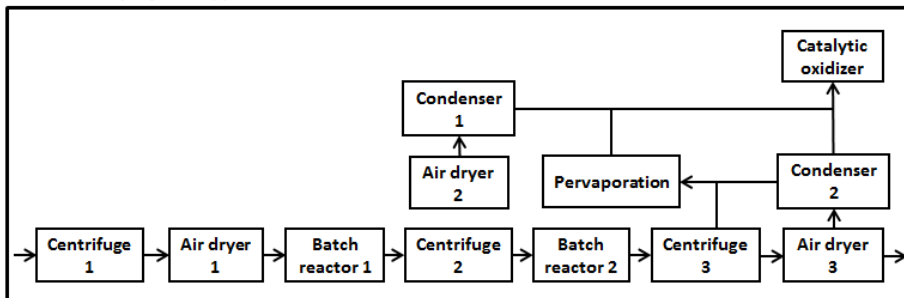 Catalytic
oxidizer
Condenser
1
Air dryer
2
Pervaporation
Condenser
2
Centrifuge
1
Air dryer
1
Batch
reactor 1
Centrifuge
2
Batch
reactor 2
Centrifuge
3
Air dryer
3